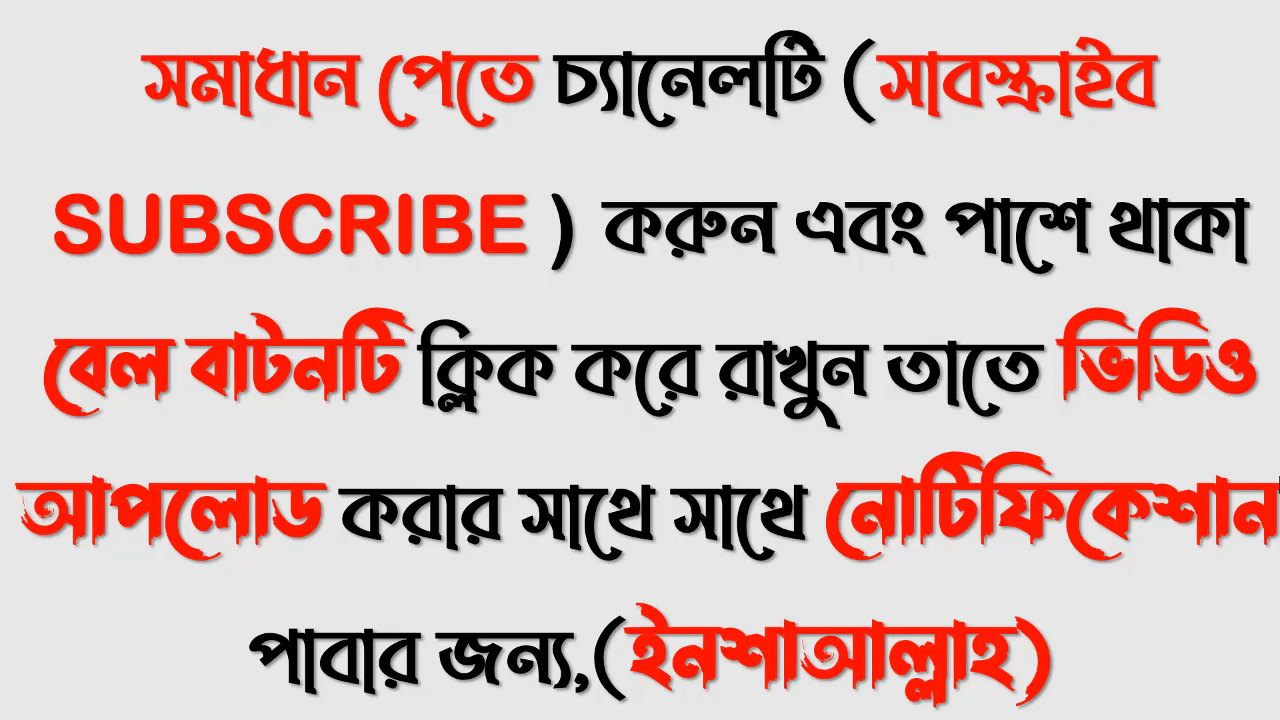 সমাধান পেতে চ্যানেলটি (সাবস্ক্রাইব
SUBSCRIBE ) করুন এবং পাশে থাকা
বেল বাটনটি ক্লিক করে রাখুন তাতে ভিডিও
আপলোড করার সাথে সাথে নোটিফিকেশান
পাবার জন্য,(ইনশাআল্লাহ)